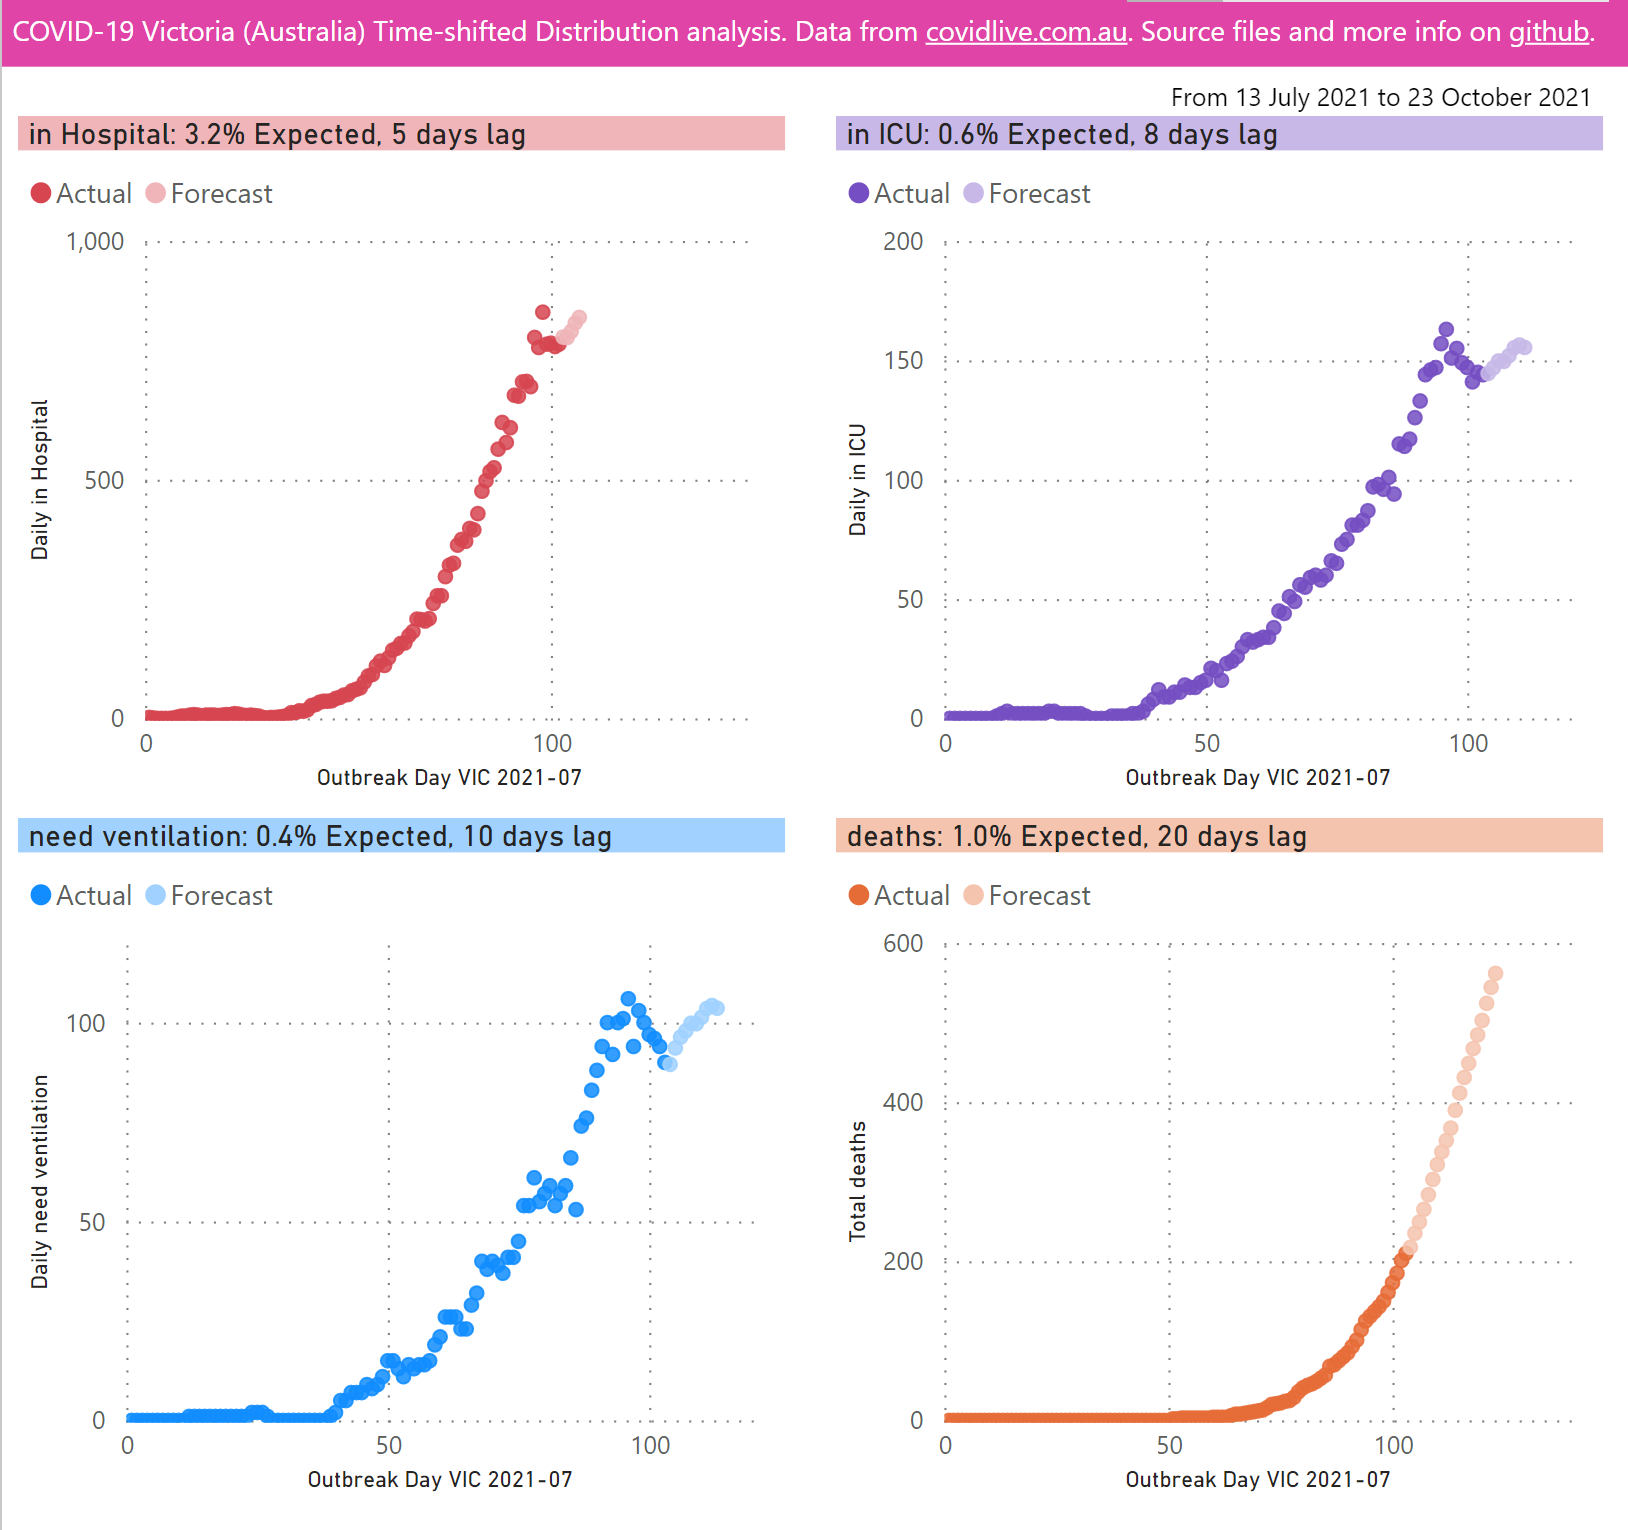 COVID-19 Victoria (Australia) Time-shifted Distribution analysis. Data from covidlive.com.au. Source files and more info on github.
From 13 July 2021 to 23 October 2021
in Hospital: 3.2% Expected, 5 days lag
Actual Forecast
1,000
500
0
0 100
Daily in Hospital
Outbreak Day VIC 2021-07
in ICU: 0.6% Expected, 8 days lag
Actual Forecast
200
150
100
50
0
0 50 100
Daily in ICU
Outbreak Day VIC 2021-07
need ventilation: 0.4% Expected, 10 days lag
Actual Forecast
100
50
0
0 50 100
Daily need ventilation
Outbreak Day VIC 2021-07
deaths: 1.0% Expected, 20 days lag
Actual Forecast
600
400
200
0
0 50 100
Total deaths
Outbreak Day VIC 2021-07